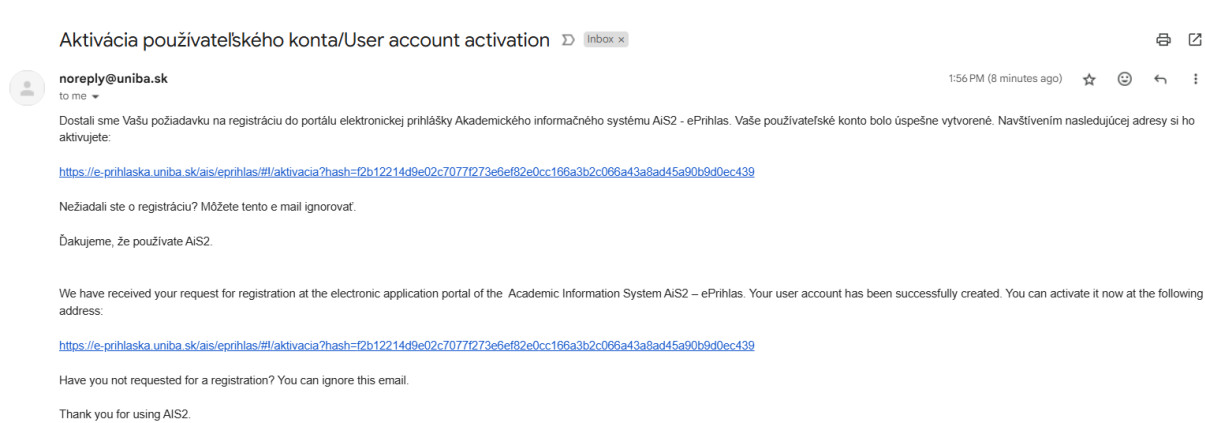 Aktivácia používateľského konta/User account activation Inbox ×
noreply@uniba.sk 1:56 PM (8 minutes ago)
to me
Dostali sme Vašu požiadavku na registráciu do portálu elektronickej prihlášky Akademického informačného systému AiS2 - ePrihlas. Vaše používateľské konto bolo úspešne vytvorené. Navštívením nasledujúcej adresy si ho
aktivujete:
https://e-prihlaska.uniba.sk/ais/eprihlas/#!/aktivacia?hash=f2b12214d9e02c7077f273e6ef82e0cc166a3b2c066a43a8ad45a90b9d0ec439
Nežiadali ste o registráciu? Môžete tento e mail ignorovať.
Ďakujeme, že používate AiS2.
We have received your request for registration at the electronic application portal of the Academic Information System AiS2 – ePrihlas. Your user account has been successfully created. You can activate it now at the following
address:
https://e-prihlaska.uniba.sk/ais/eprihlas/#!/aktivacia?hash=f2b12214d9e02c7077f273e6ef82e0cc166a3b2c066a43a8ad45a90b9d0ec439
Have you not requested for a registration? You can ignore this email.
Thank you for using AIS2.